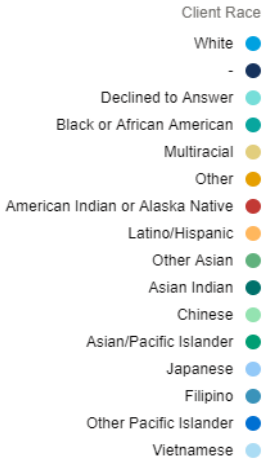 Client Race
White
-
Declined to Answer
Black or African American
Multiracial
Other
American Indian or Alaska Native
Latino/Hispanic
Other Asian
Asian Indian
Chinese
Asian/Pacific Islander
Japanese
Filipino
Other Pacific Islander
Vietnamese